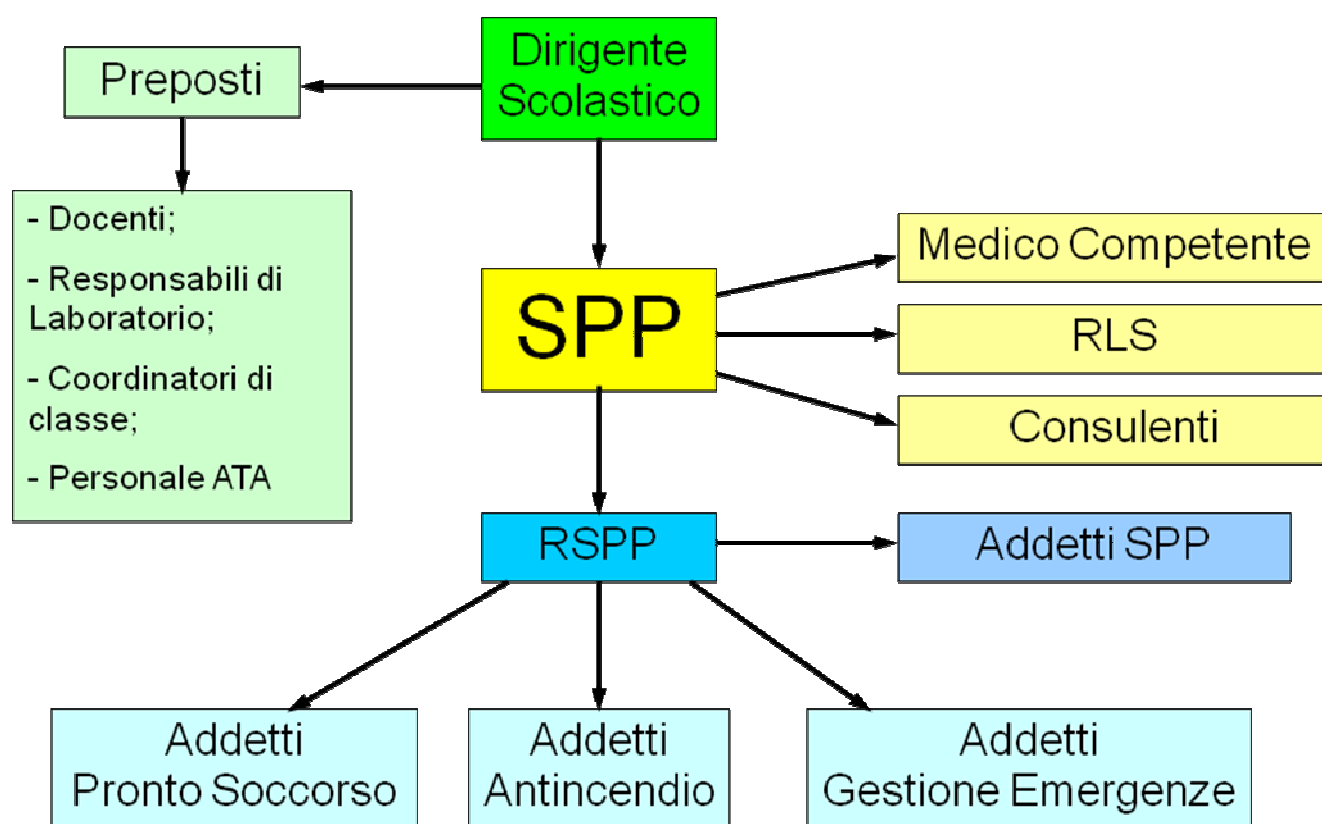 Dirigente
Scolastico
Preposti
- Docenti;
- Responsabili di
Laboratorio;
- Coordinatori di
classe;
- Personale ATA
SPP
Medico Competente
RLS
Consulenti
RSPP
Addetti SPP
Addetti
Pronto Soccorso
Addetti
Antincendio
Addetti
Gestione Emergenze